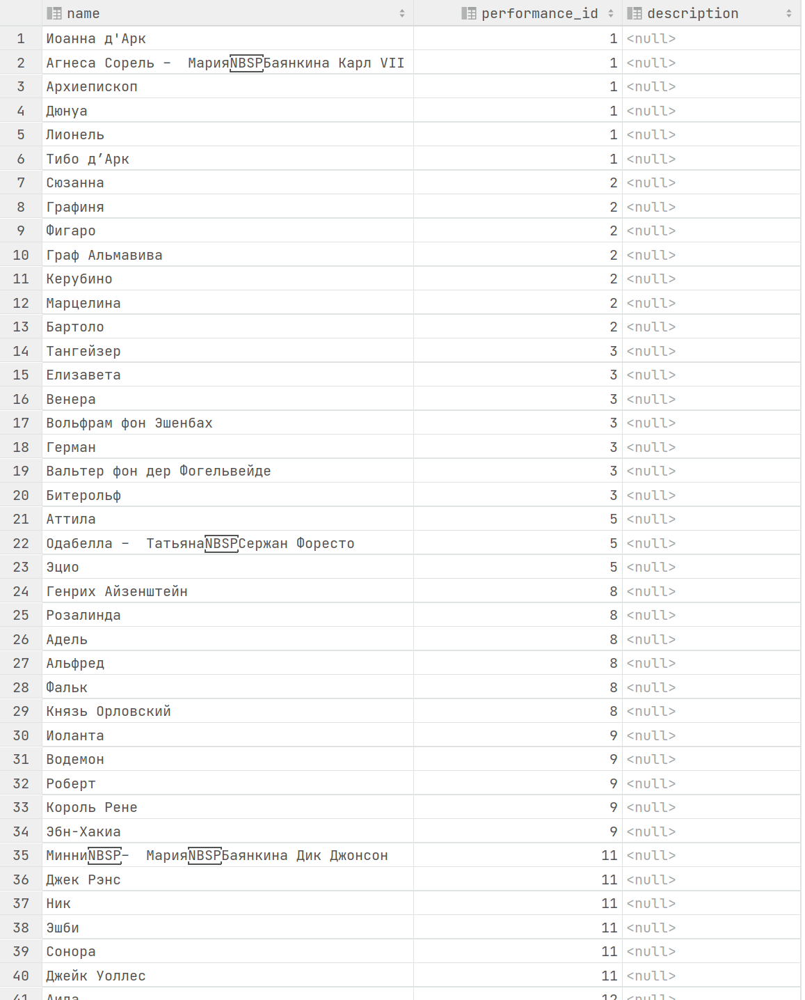 name performance_id description
1 Иоанна д'Арк 1 <null>
2 Агнеса Сорель –  МарияNBSPБаянкина Карл VII 1 <null>
3 Архиепископ 1 <null>
4 Дюнуа 1 <null>
5 Лионель 1 <null>
6 Тибо д’Арк 1 <null>
7 Сюзанна 2 <null>
8 Графиня 2 <null>
9 Фигаро 2 <null>
10 Граф Альмавива 2 <null>
11 Керубино 2 <null>
12 Марцелина 2 <null>
13 Бартоло 2 <null>
14 Тангейзер 3 <null>
15 Елизавета 3 <null>
16 Венера 3 <null>
17 Вольфрам фон Эшенбах 3 <null>
18 Герман 3 <null>
19 Вальтер фон дер Фогельвейде 3 <null>
20 Битерольф 3 <null>
21 Аттила 5 <null>
22 Одабелла –  ТатьянаNBSPСержан Форесто 5 <null>
23 Эцио 5 <null>
24 Генрих Айзенштейн 8 <null>
25 Розалинда 8 <null>
26 Адель 8 <null>
27 Альфред 8 <null>
28 Фальк 8 <null>
29 Князь Орловский 8 <null>
30 Иоланта 9 <null>
31 Водемон 9 <null>
32 Роберт 9 <null>
33 Король Рене 9 <null>
34 Эбн-Хакиа 9 <null>
35 МинниNBSP–  МарияNBSPБаянкина Дик Джонсон 11 <null>
36 Джек Рэнс 11 <null>
37 Ник 11 <null>
38 Эшби 11 <null>
39 Сонора 11 <null>
40 Джейк Уоллес 11 <null>
41 Аида 12 <null>